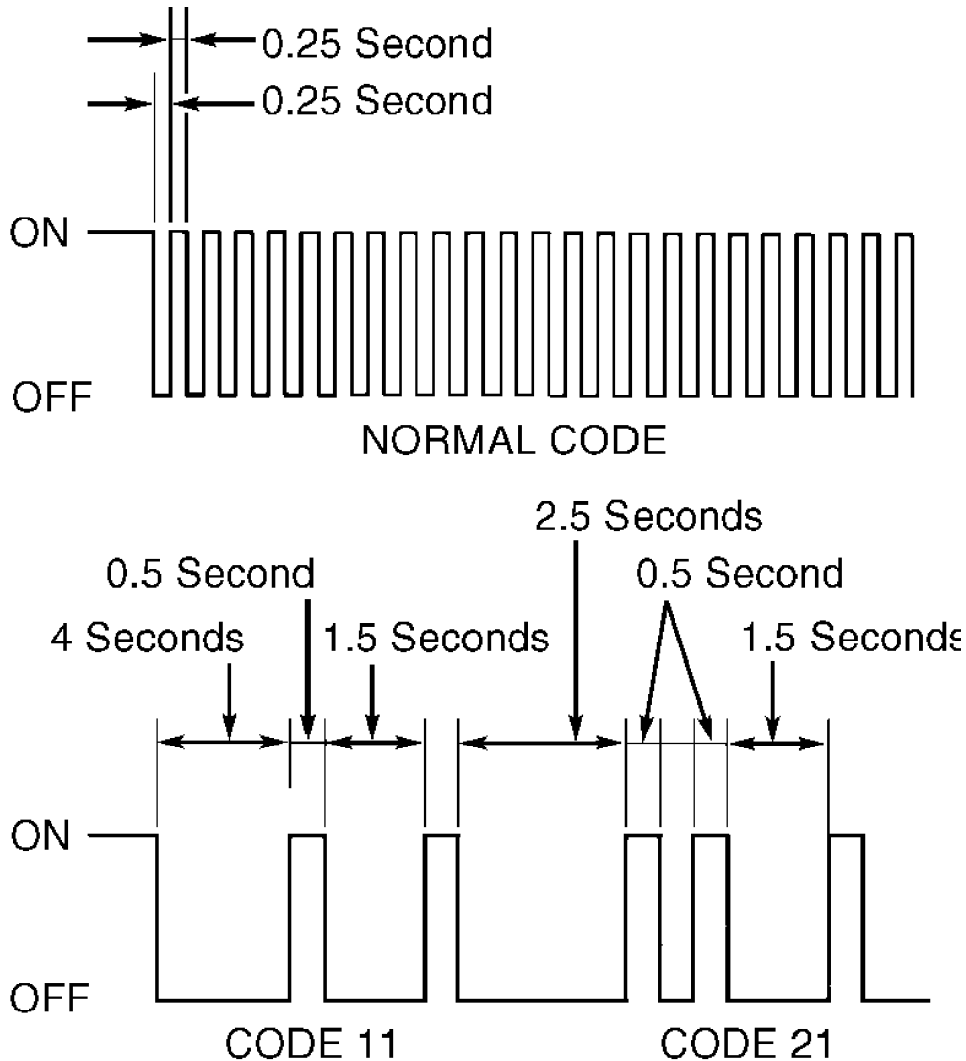 0.25 Second
0.25 Second
ON
OFF
NORMAL CODE
2.5 Seconds
0.5 Second
0.5 Second
4 Seconds
1.5 Seconds
1.5 Seconds
ON
OFF
CODE 11
CODE 21